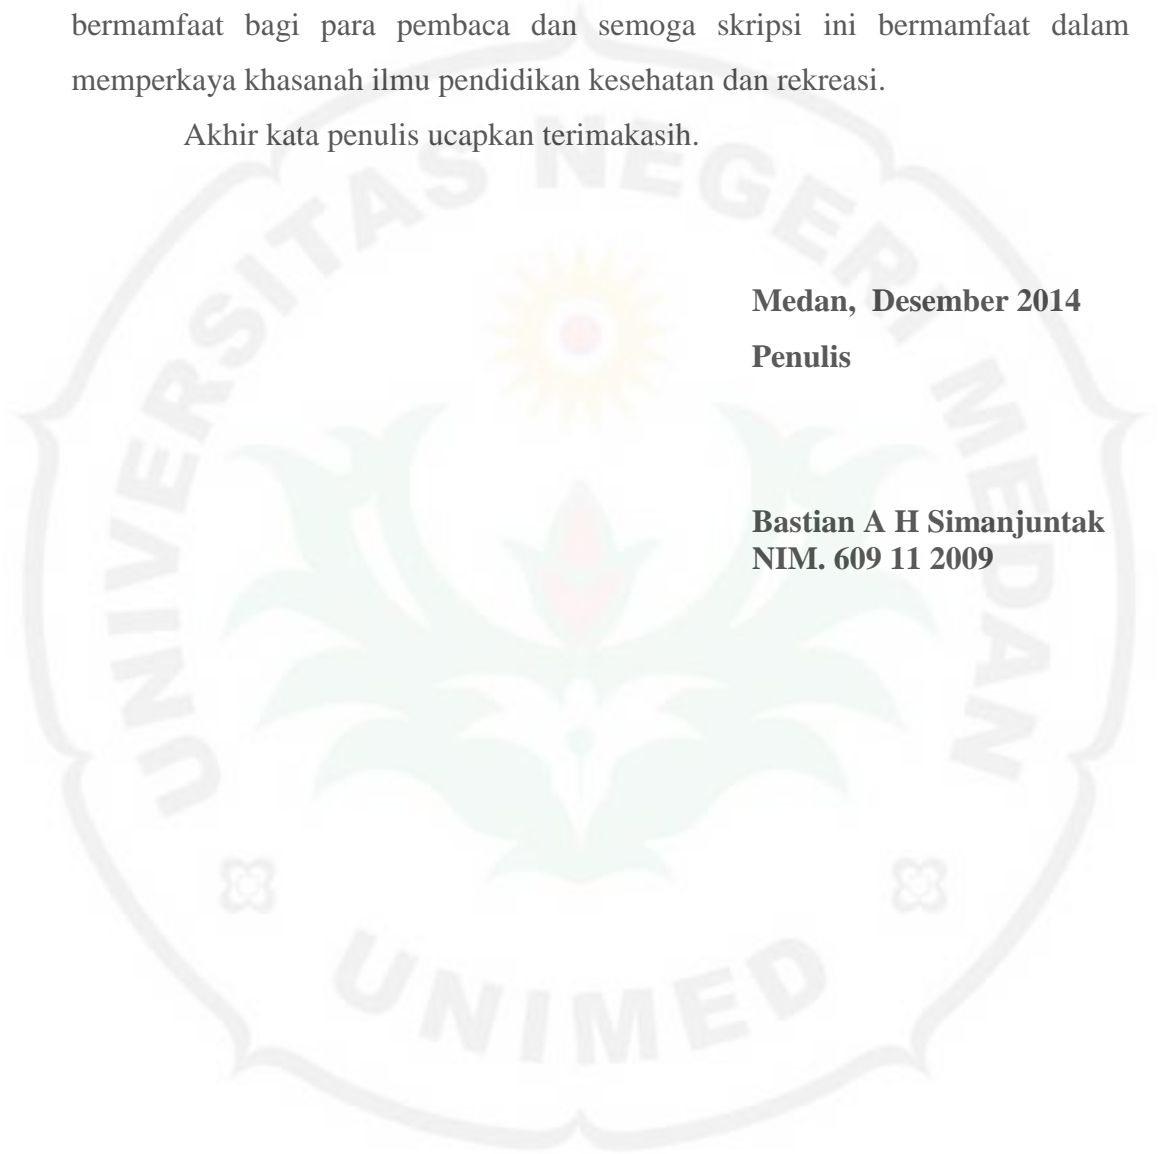 bermamfaat bagi para pembaca dan semoga skripsi ini bermamfaat dalam
memperkaya khasanah ilmu pendidikan kesehatan dan rekreasi.
Akhir kata penulis ucapkan terimakasih.
Medan, Desember 2014
Penulis
Bastian A H Simanjuntak
NIM. 609 11 2009
UNIVERSITAS NEGERI MEDAN
UNIMED